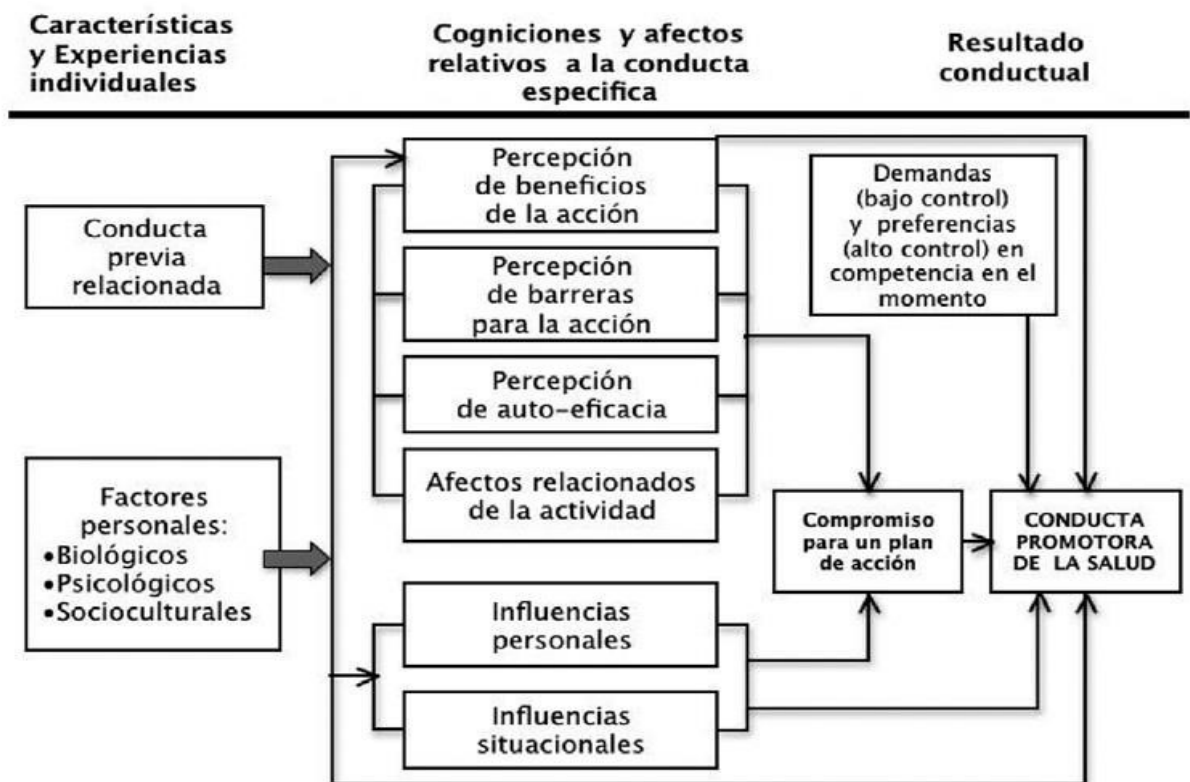 Características
y Experiencias
individuales
Cogniciones y afectos
relativos a la conducta
especifica
Resultado
conductual
Conducta
previa
relacionada
Factores
personales:
•Biológicos
•Psicológicos
•Socioculturales
Percepción
de beneficios
de la acción
Percepción
de barreras
para la acción
Percepción
de auto-eficacia
Afectos relacionados
de la actividad
Influencias
personales
Influencias
situacionales
Demandas
(bajo control)
y preferencias
(alto control) en
competencia en el
momento
Compromiso
para un plan
de acción
CONDUCTA
PROMOTORA
DE LA SALUD